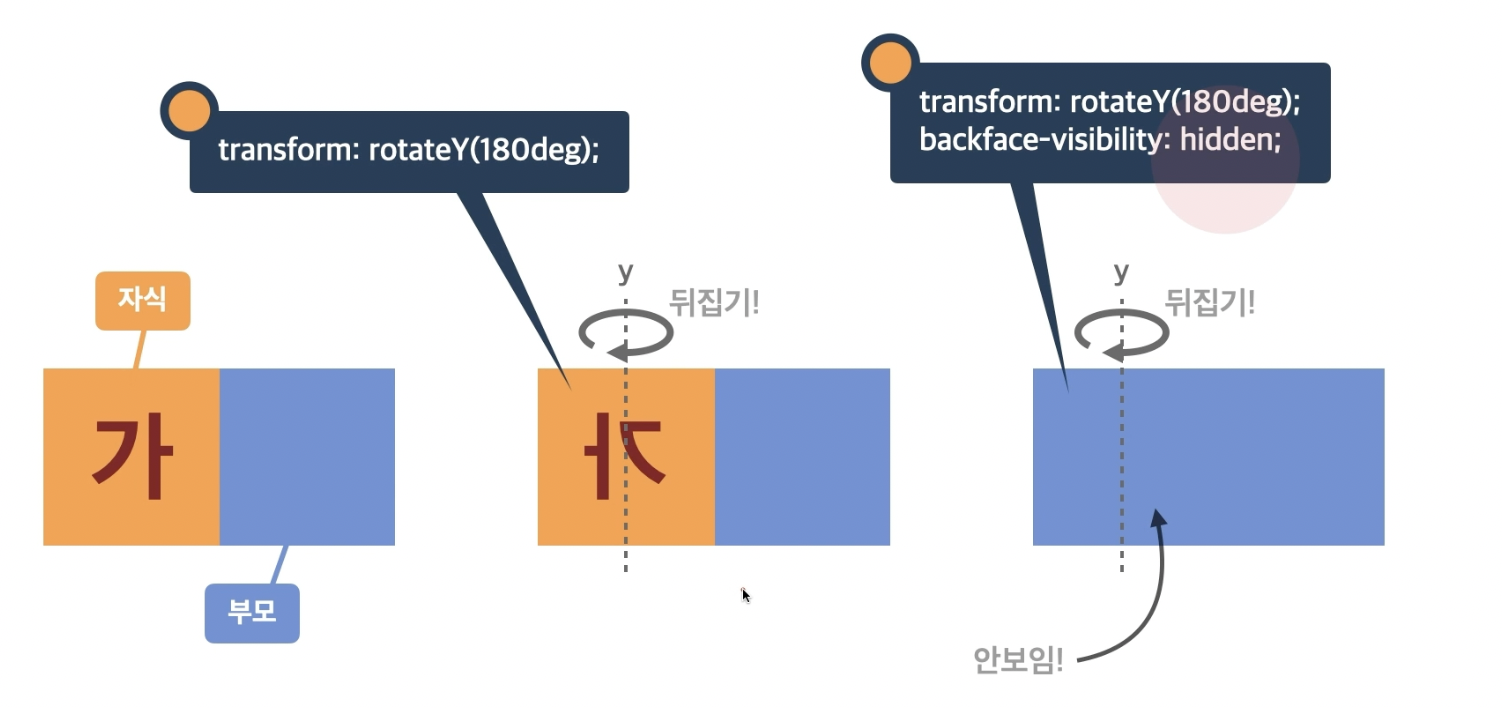 transform: rotateY(180deg);
transform: rotateY(180deg);
backface-visibility: hidden;
자식
y
뒤집기!
y
뒤집기!
가
가
부모
안보임!